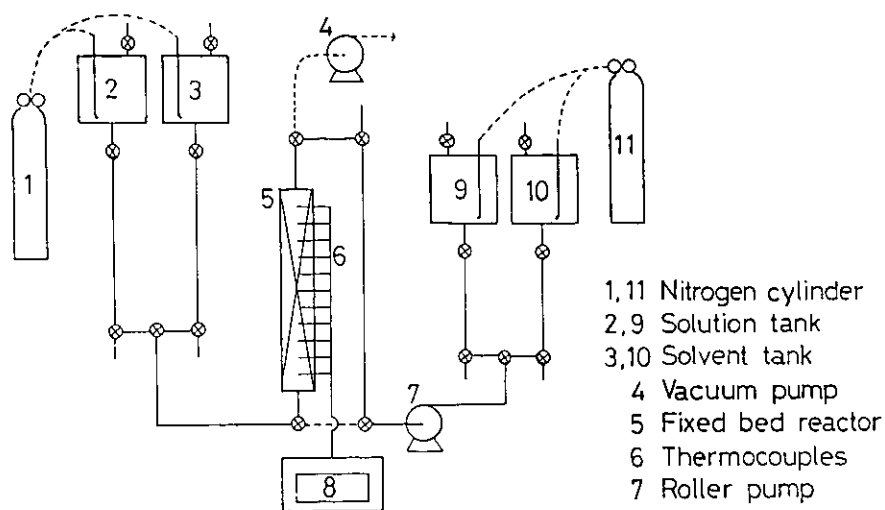 4
2
3
1
5
6
7
8
9
10
11
1,11 Nitrogen cylinder
2,9 Solution tank
3,10 Solvent tank
4 Vacuum pump
5 Fixed bed reactor
6 Thermocouples
7 Roller pump